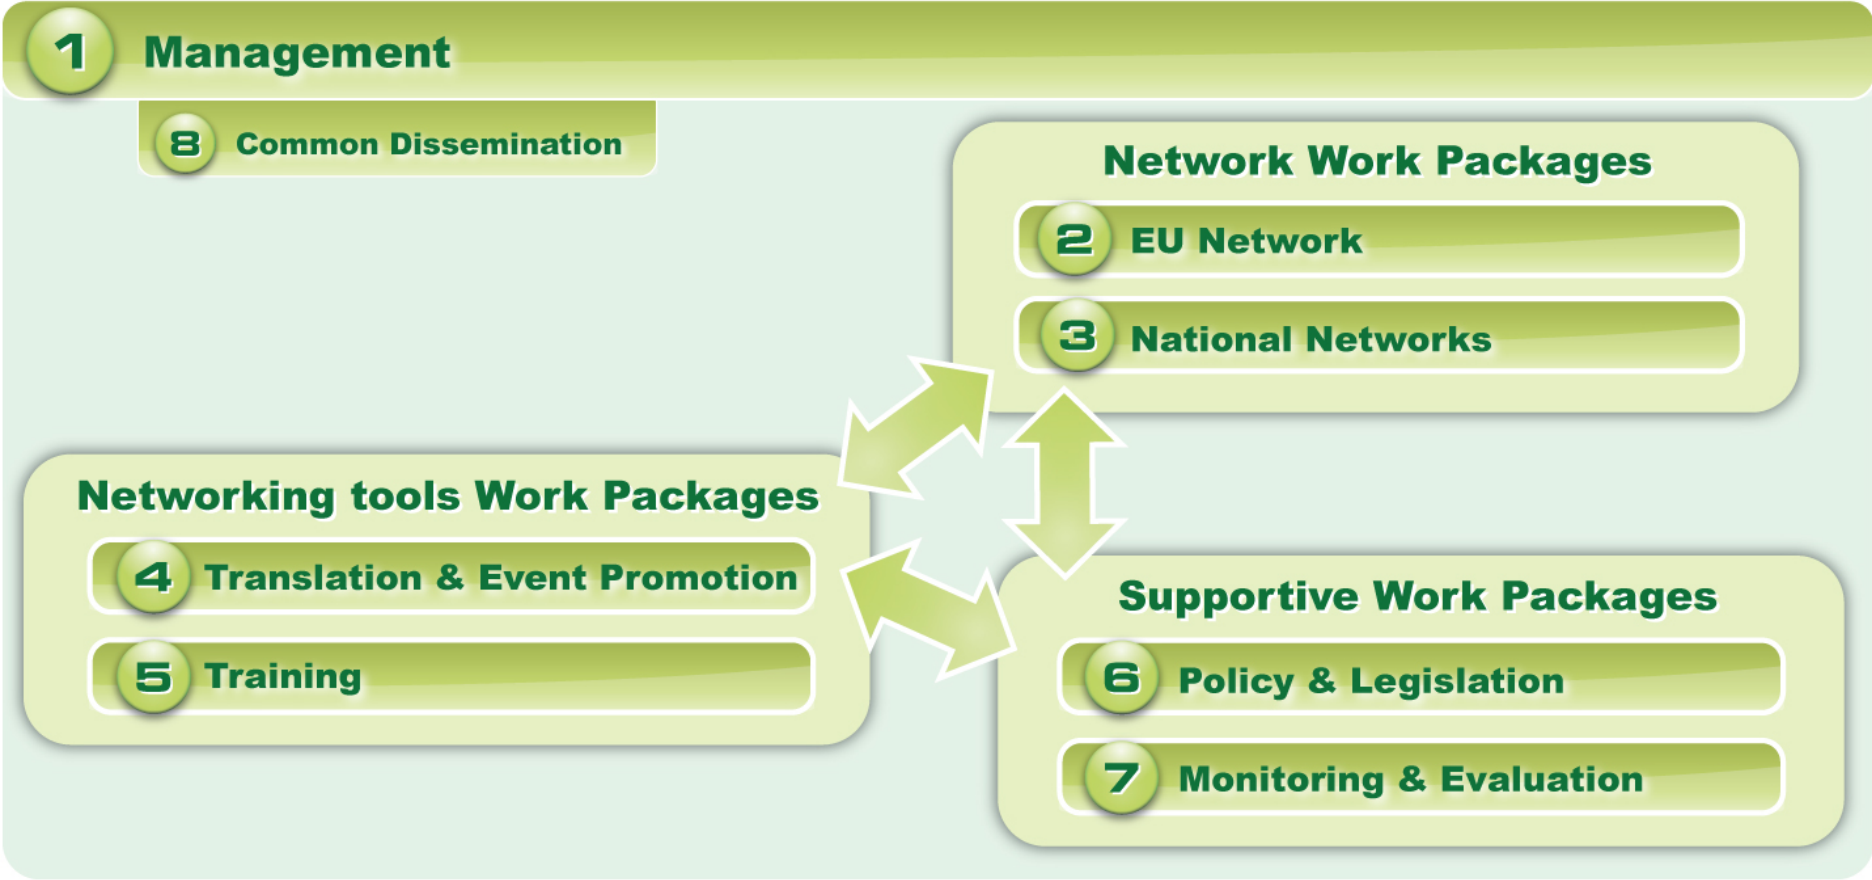 1 Management
8 Common Dissemination
Network Work Packages
2 EU Network
3 National Networks
Networking tools Work Packages
4 Translation & Event Promotion
5 Training
Supportive Work Packages
6 Policy & Legislation
7 Monitoring & Evaluation